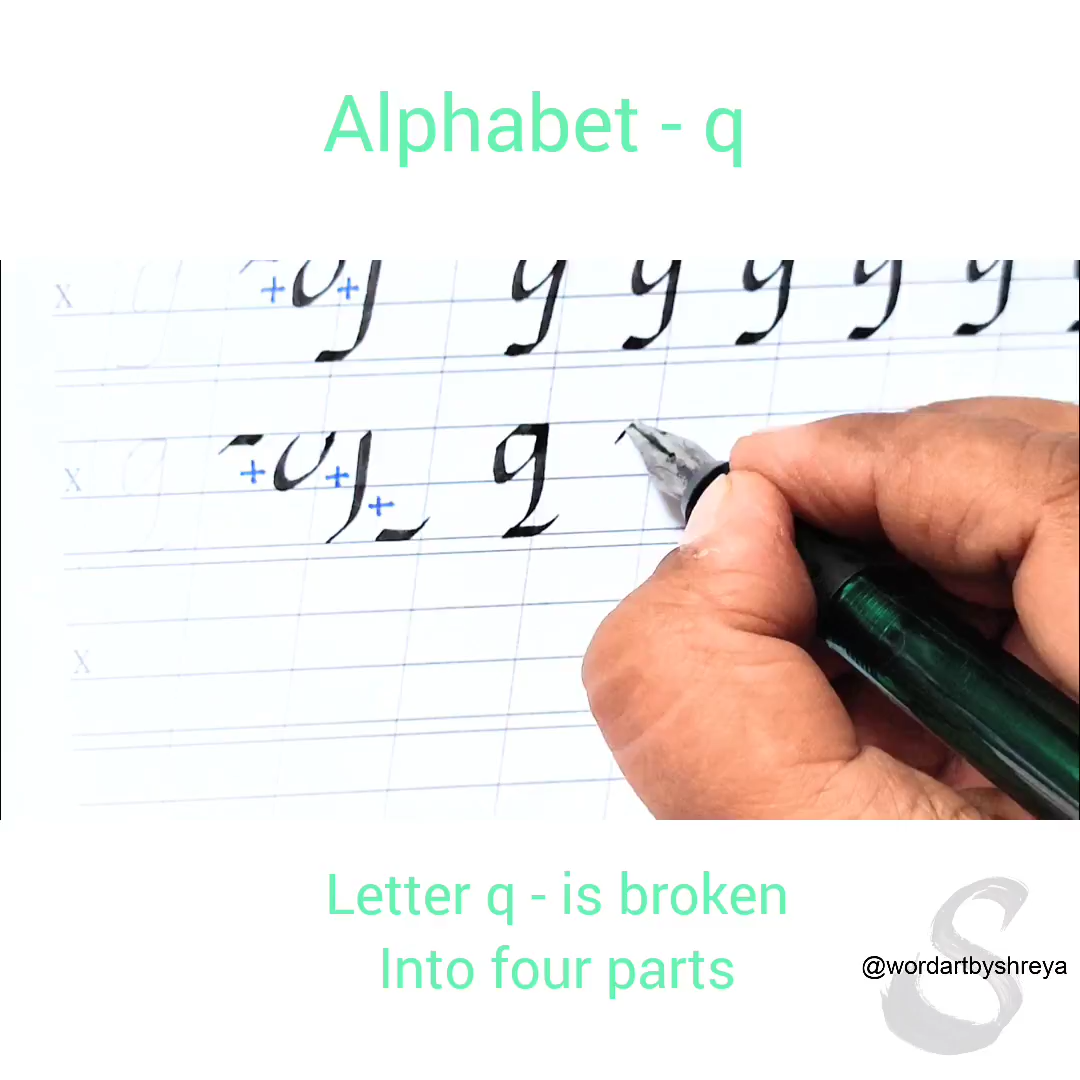 Alphabet - q
x + + y y y y y
x + + + q
x
Letter q - is broken
Into four parts
@wordartbyshreya